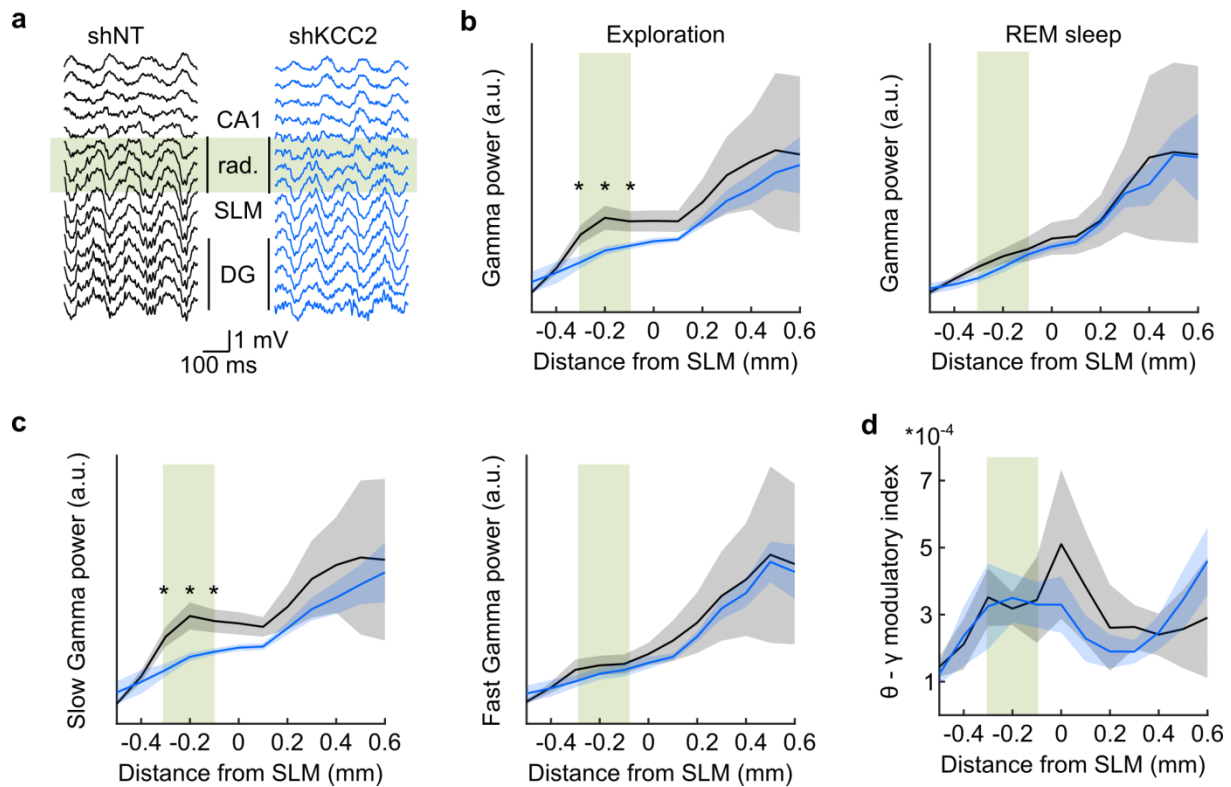 a
shNT
shKCC2
CA1
rad.
SLM
DG
1 mV
100 ms
b
Exploration
Gamma power (a.u.)
* * *
-0.4 -0.2 0 0.2 0.4 0.6
Distance from SLM (mm)
REM sleep
Gamma power (a.u.)
-0.4 -0.2 0 0.2 0.4 0.6
Distance from SLM (mm)
c
Slow Gamma power (a.u.)
* * *
-0.4 -0.2 0 0.2 0.4 0.6
Distance from SLM (mm)
Fast Gamma power (a.u.)
-0.4 -0.2 0 0.2 0.4 0.6
Distance from SLM (mm)
d
*10-4
θ - γ modulatory index
7
5
3
1
-0.4 -0.2 0 0.2 0.4 0.6
Distance from SLM (mm)